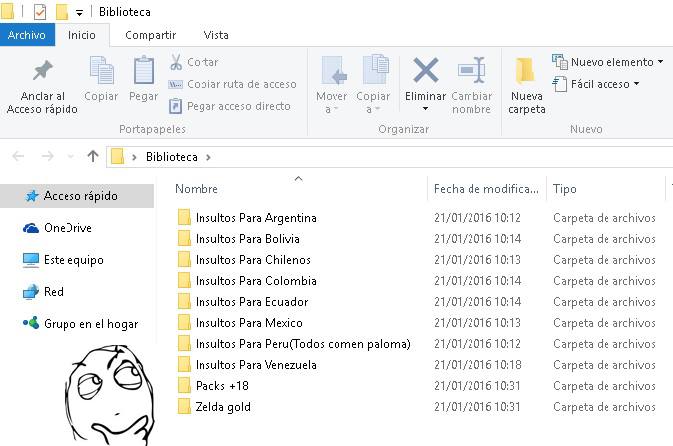 Biblioteca
Archivo Inicio Compartir Vista
Anclar al Acceso rápido
Copiar
Pegar
Cortar
Copiar ruta de acceso
Pegar acceso directo
Portapapeles
Mover a
Copiar a
Eliminar
Cambiar nombre
Organizar
Nueva carpeta
Nuevo elemento
Fácil acceso
Nuevo
Biblioteca
Acceso rápido
OneDrive
Este equipo
Red
Grupo en el hogar
Nombre Fecha de modifica... Tipo
Insultos Para Argentina 21/01/2016 10:12 Carpeta de archivos
Insultos Para Bolivia 21/01/2016 10:14 Carpeta de archivos
Insultos Para Chilenos 21/01/2016 10:13 Carpeta de archivos
Insultos Para Colombia 21/01/2016 10:14 Carpeta de archivos
Insultos Para Ecuador 21/01/2016 10:14 Carpeta de archivos
Insultos Para Mexico 21/01/2016 10:13 Carpeta de archivos
Insultos Para Peru(Todos comen paloma) 21/01/2016 10:12 Carpeta de archivos
Insultos Para Venezuela 21/01/2016 10:18 Carpeta de archivos
Packs +18 21/01/2016 10:31 Carpeta de archivos
Zelda gold 21/01/2016 10:31 Carpeta de archivos